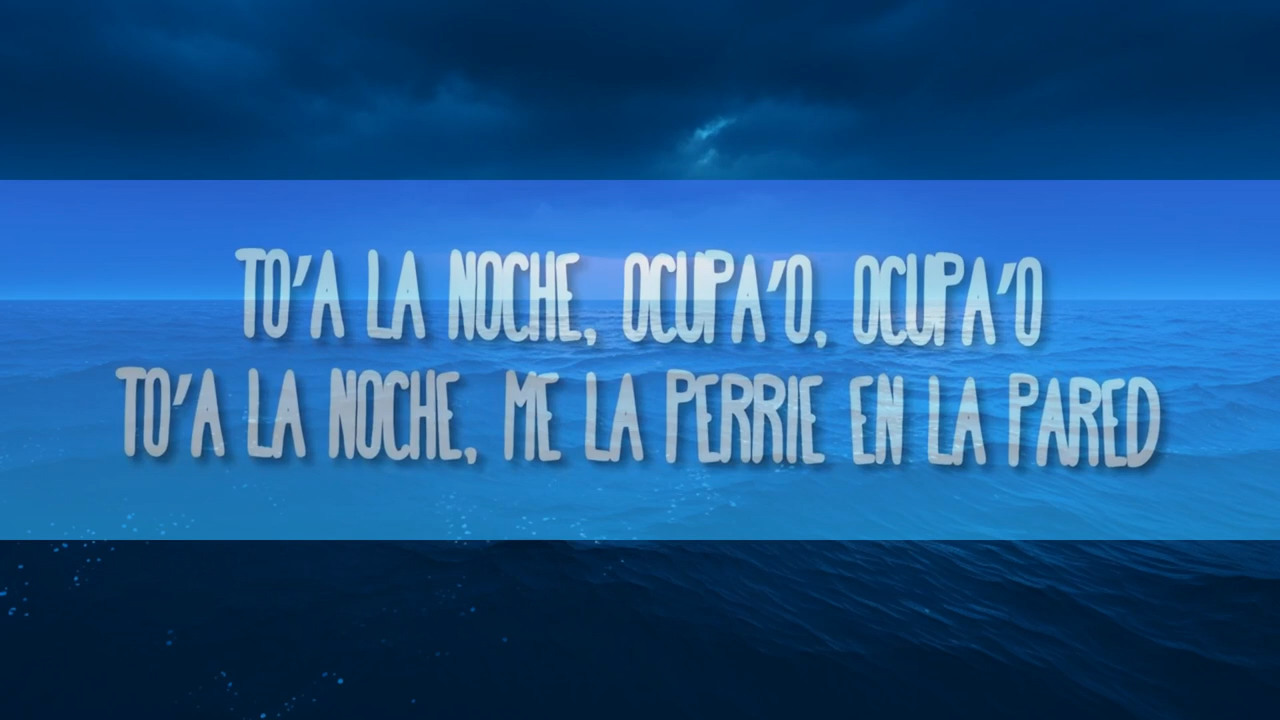 TO'A LA NOCHE, OCUPA'O, OCUPA'O
TO'A LA NOCHE, ME LA PERRIE EN LA PARED